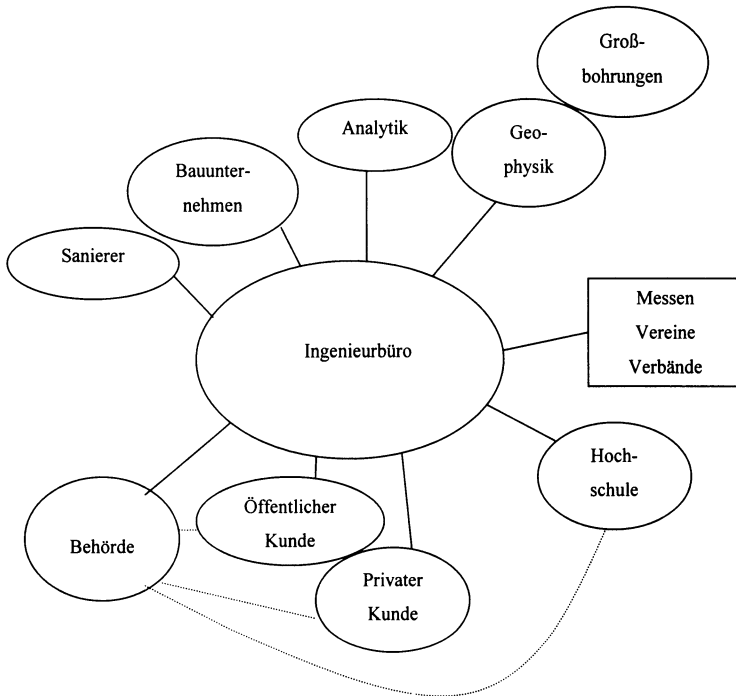 Groß-
bohrungen
Analytik
Geo-
physik
Bauunter-
nehmen
Sanierer
Ingenieurbüro
Messen
Vereine
Verbände
Hoch-
schule
Öffentlicher
Kunde
Behörde
Privater
Kunde